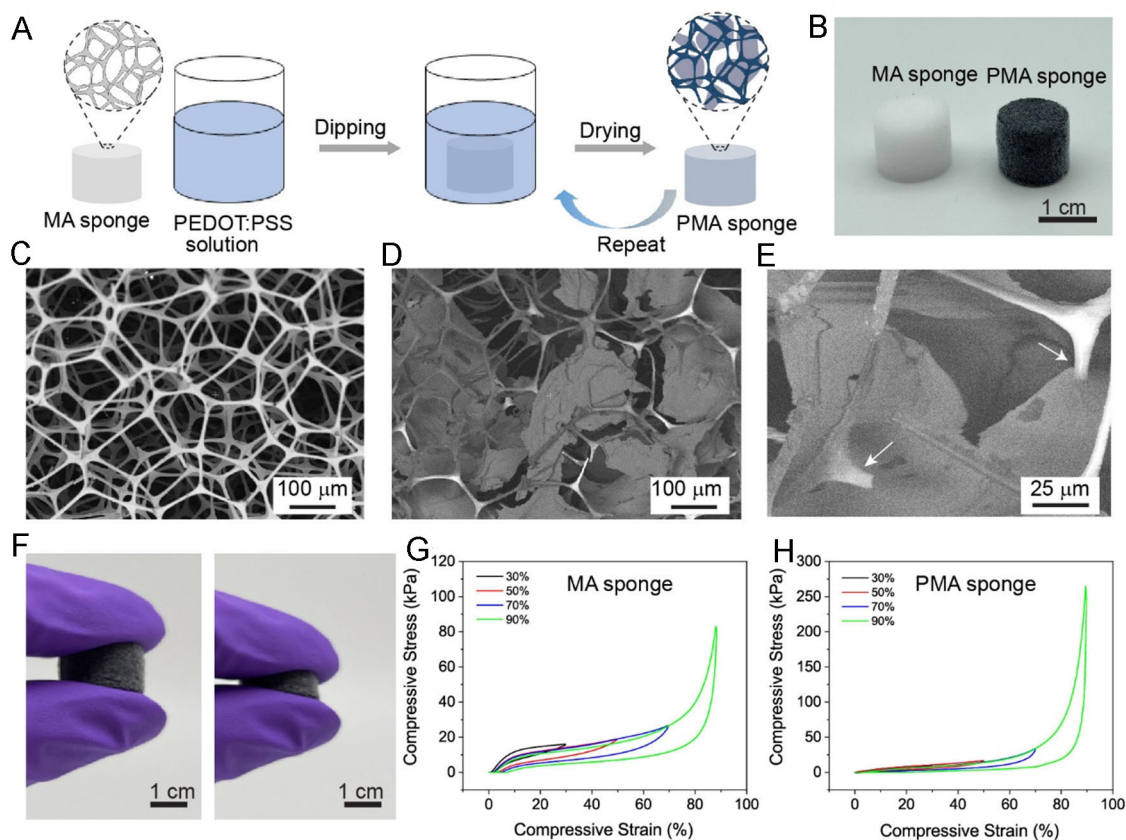 A
MA sponge
PEDOT:PSS
solution
Dipping
Drying
Repeat
PMA sponge
B
MA sponge
PMA sponge
1 cm
C
100 μm
D
100 μm
E
25 μm
F
1 cm
1 cm
G
Compressive Stress (kPa)
120
100
80
60
40
20
0
30%
50%
70%
90%
MA sponge
0 20 40 60 80 100
Compressive Strain (%)
H
Compressive Stress (kPa)
300
250
200
150
100
50
0
30%
50%
70%
90%
PMA sponge
0 20 40 60 80 100
Compressive Strain (%)